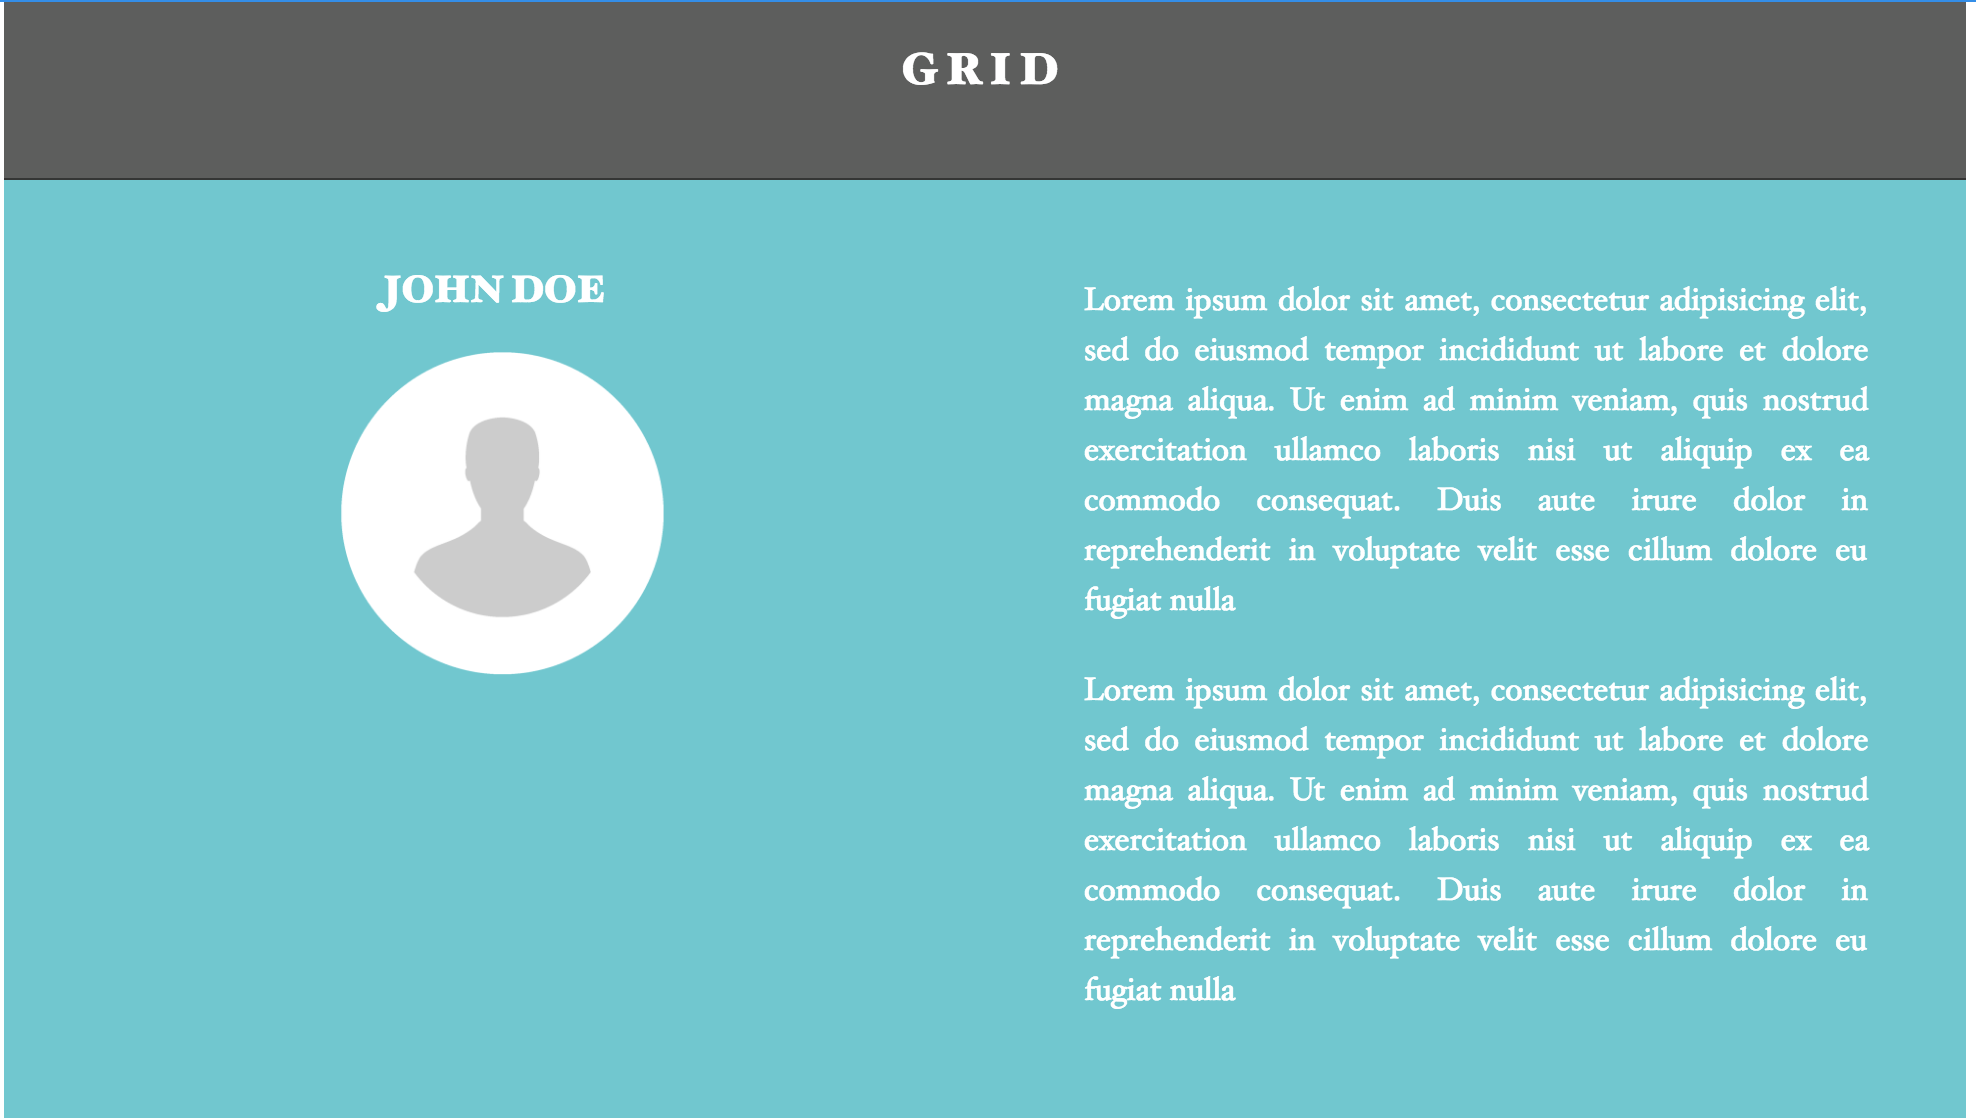 GRID
JOHN DOE
Lorem ipsum dolor sit amet, consectetur adipisicing elit,
sed do eiusmod tempor incididunt ut labore et dolore
magna aliqua. Ut enim ad minim veniam, quis nostrud
exercitation ullamco laboris nisi ut aliquip ex ea
commodo consequat. Duis aute irure dolor in
reprehenderit in voluptate velit esse cillum dolore eu
fugiat nulla
Lorem ipsum dolor sit amet, consectetur adipisicing elit,
sed do eiusmod tempor incididunt ut labore et dolore
magna aliqua. Ut enim ad minim veniam, quis nostrud
exercitation ullamco laboris nisi ut aliquip ex ea
commodo consequat. Duis aute irure dolor in
reprehenderit in voluptate velit esse cillum dolore eu
fugiat nulla